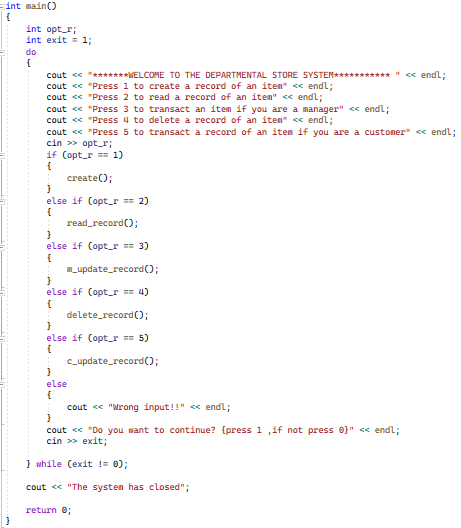 int main()
{
int opt_r;
int exit = 1;
do
{
cout << "*******WELCOME TO THE DEPARTMENTAL STORE SYSTEM*********** " << endl;
cout << "Press 1 to create a record of an item" << endl;
cout << "Press 2 to read a record of an item" << endl;
cout << "Press 3 to transact an item if you are a manager" << endl;
cout << "Press 4 to delete a record of an item" << endl;
cout << "Press 5 to transact a record of an item if you are a customer" << endl;
cin >> opt_r;
if (opt_r == 1)
{
create();
}
else if (opt_r == 2)
{
read_record();
}
else if (opt_r == 3)
{
m_update_record();
}
else if (opt_r == 4)
{
delete_record();
}
else if (opt_r == 5)
{
c_update_record();
}
else
{
cout << "Wrong input!!" << endl;
}
cout << "Do you want to continue? {press 1 ,if not press 0}" << endl;
cin >> exit;
} while (exit != 0);
cout << "The system has closed";
return 0;
}